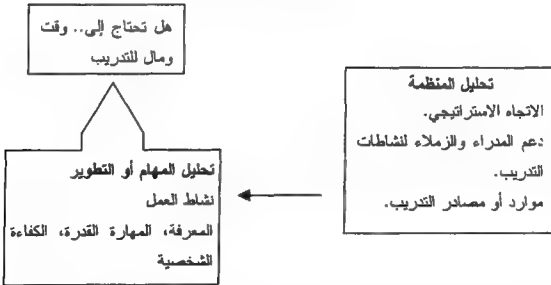 هل تحتاج إلى.. وقت
ومال للتدريب
تحليل المنظمة
الاتجاه الاستراتيجي.
دعم المدراء والزملاء لنشاطات
التدريب.
موارد أو مصادر التدريب.
تحليل المهام أو التطوير
نشاط العمل
المعرفة، المهارة القدرة، الكفاءة
الشخصية